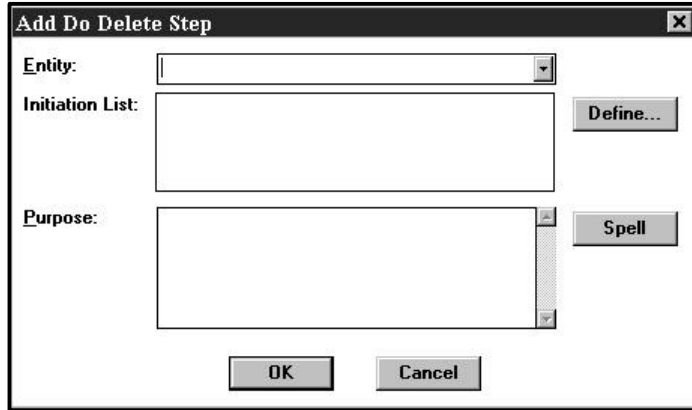 Add Do Delete Step
Entity:
Initiation List:
Define...
Purpose:
Spell
OK
Cancel